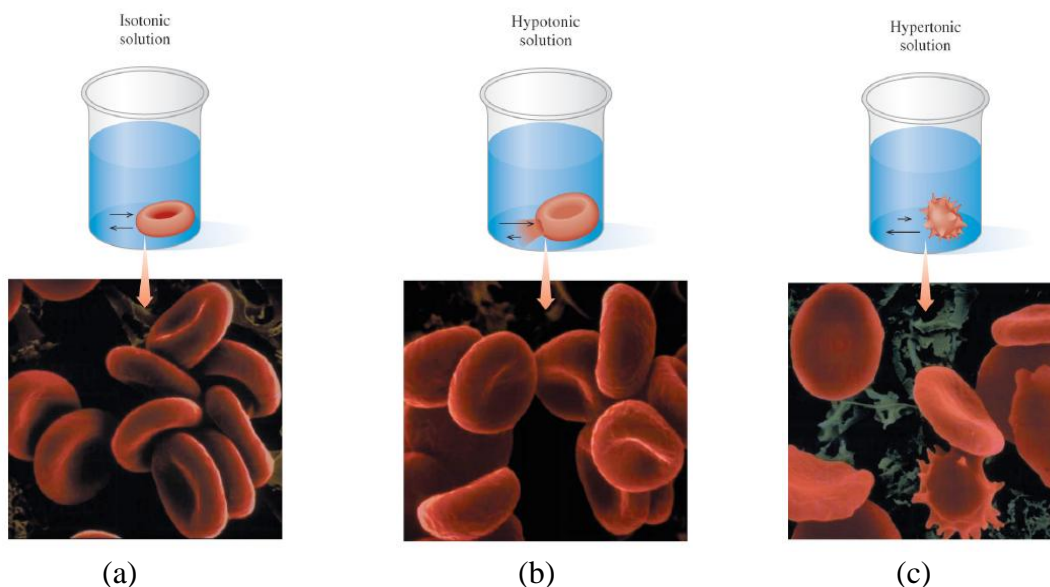 Isotonic
solution
Hypotonic
solution
Hypertonic
solution
(a)
(b)
(c)